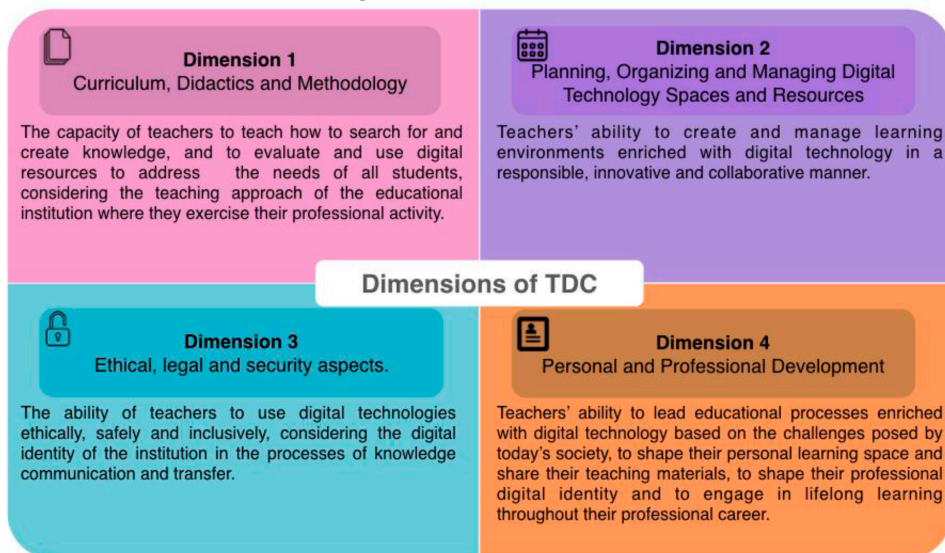 Dimension 1
Curriculum, Didactics and Methodology
The capacity of teachers to teach how to search for and
create knowledge, and to evaluate and use digital
resources to address the needs of all students,
considering the teaching approach of the educational
institution where they exercise their professional activity.
Dimension 2
Planning, Organizing and Managing Digital
Technology Spaces and Resources
Teachers' ability to create and manage learning
environments enriched with digital technology in a
responsible, innovative and collaborative manner.
Dimensions of TDC
Dimension 3
Ethical, legal and security aspects.
The ability of teachers to use digital technologies
ethically, safely and inclusively, considering the digital
identity of the institution in the processes of knowledge
communication and transfer.
Dimension 4
Personal and Professional Development
Teachers' ability to lead educational processes enriched
with digital technology based on the challenges posed by
today's society, to shape their personal learning space and
share their teaching materials, to shape their professional
digital identity and to engage in lifelong learning
throughout their professional career.